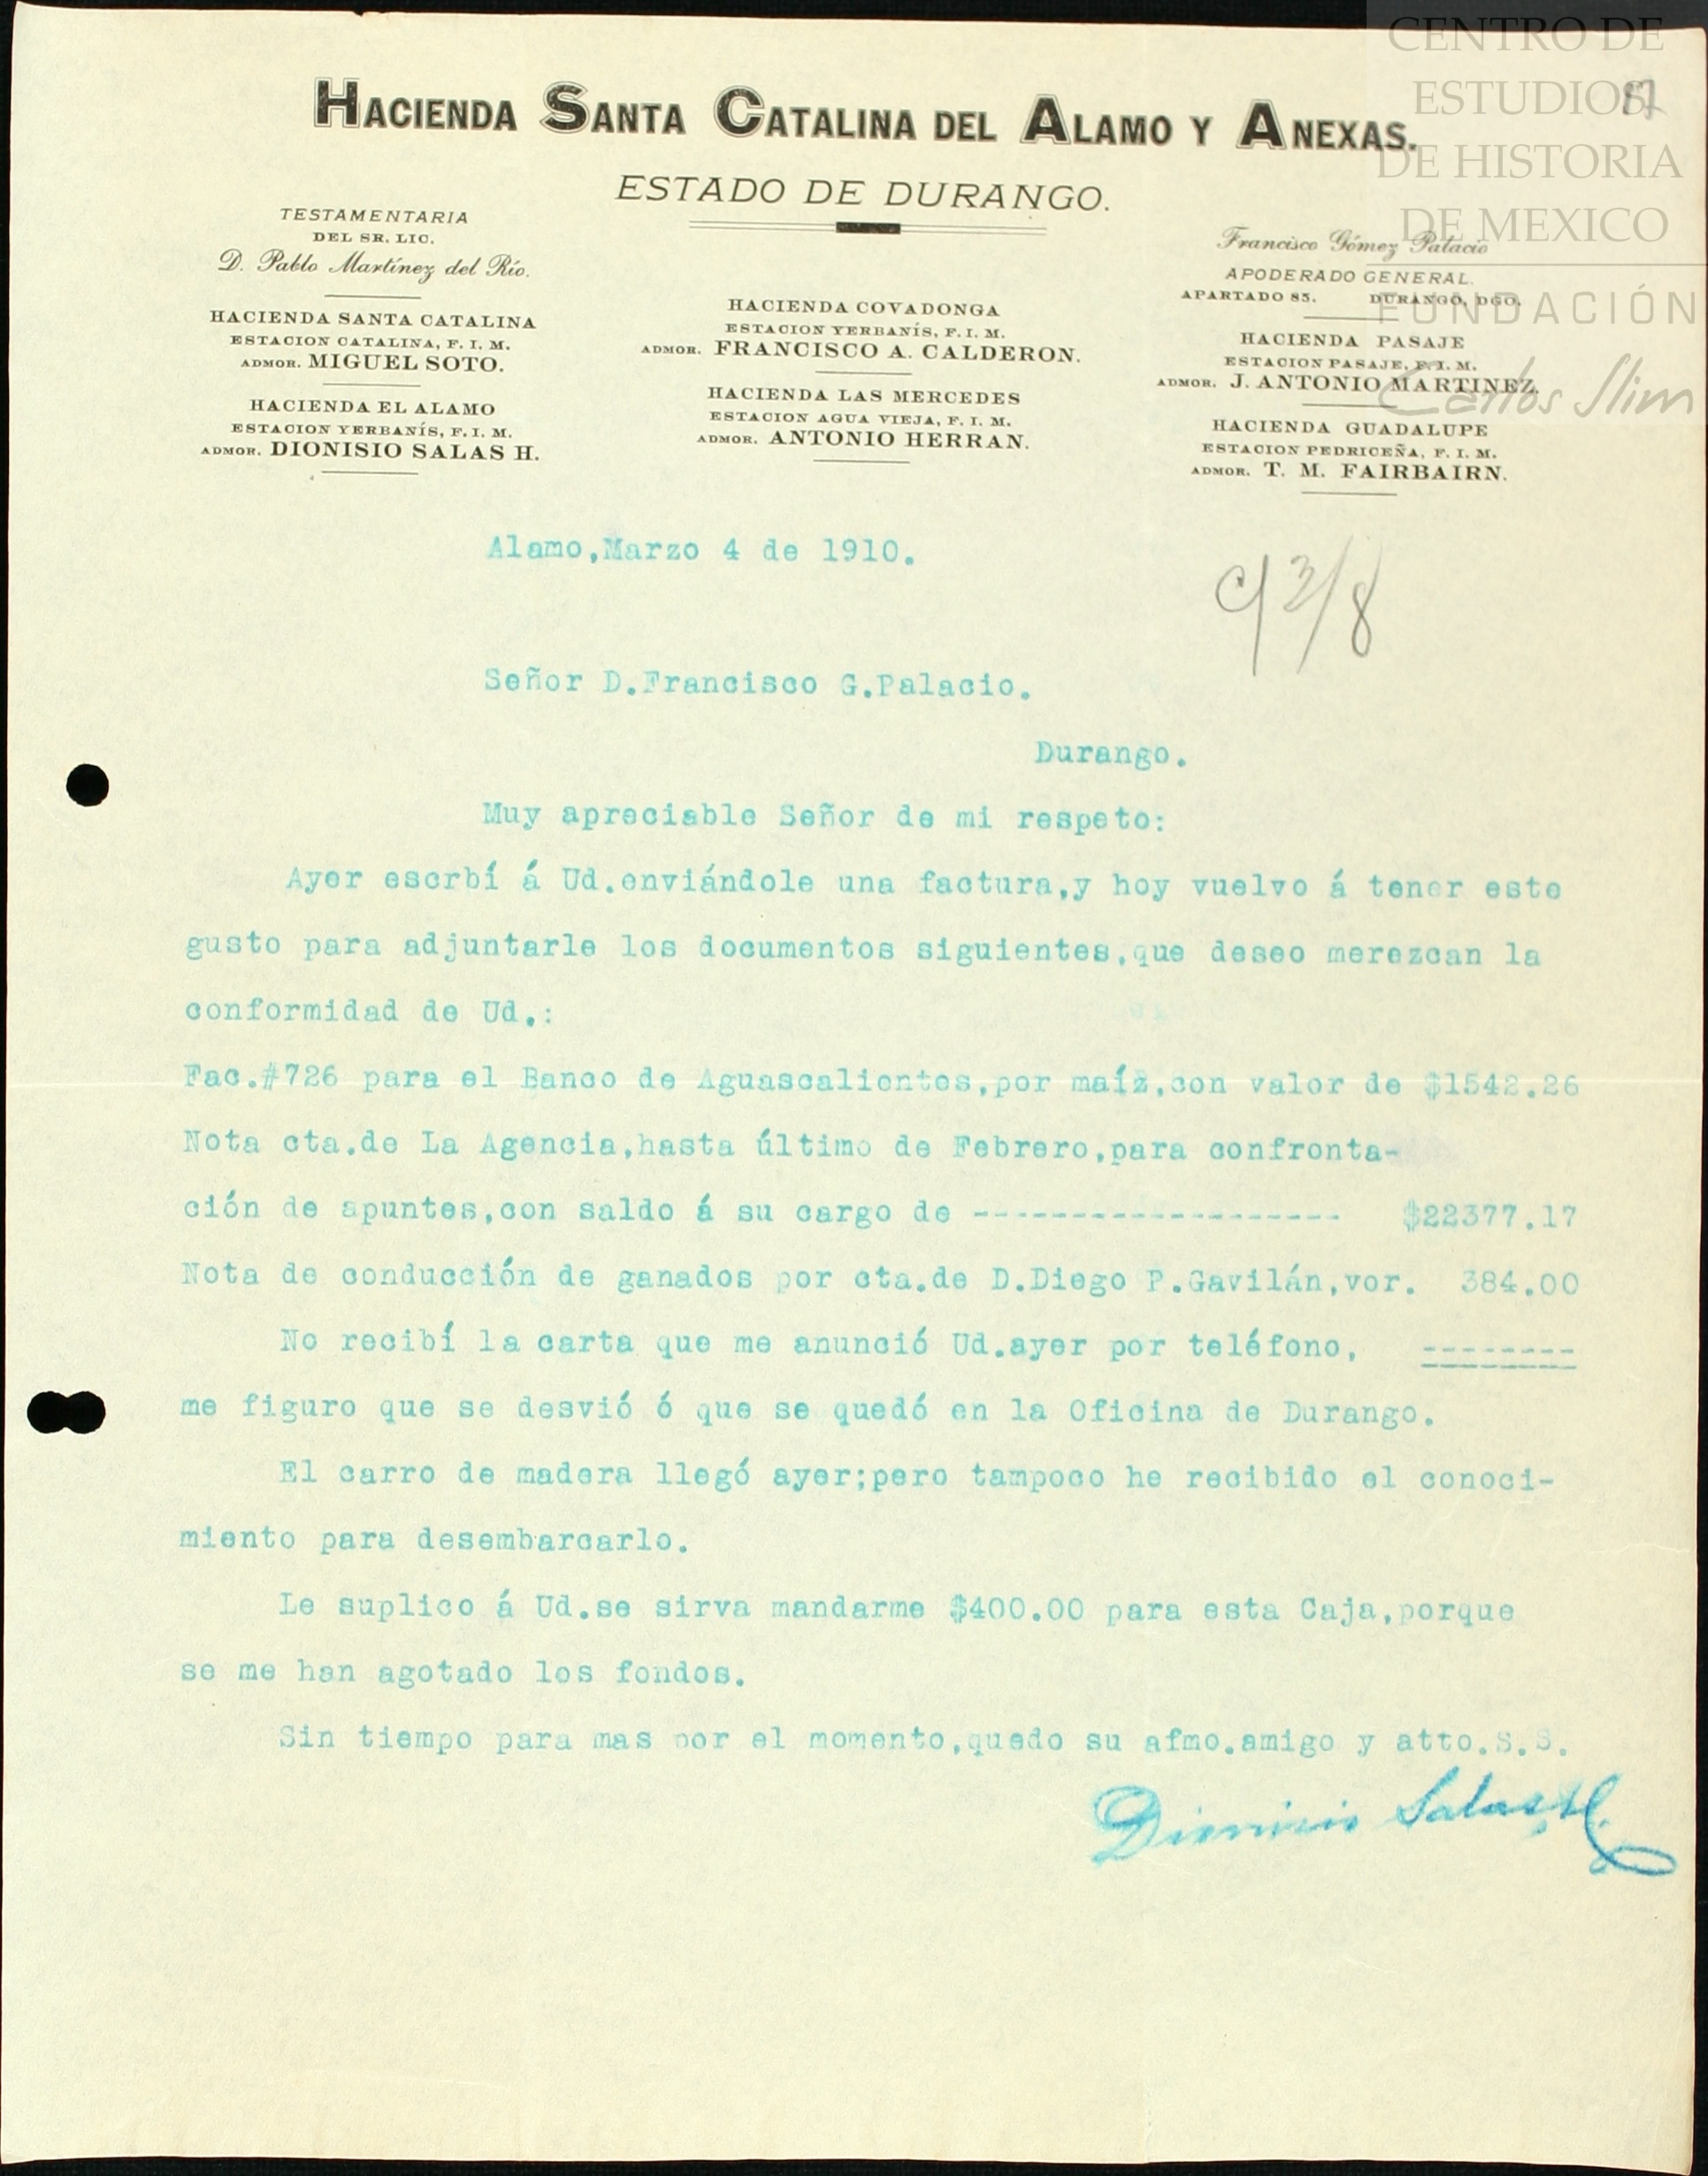 CENTRO DE
ESTUDIOS
DE HISTORIA
DE MEXICO
FUNDACIÓN
Carlos Slim
HACIENDA SANTA CATALINA DEL ALAMO Y ANEXAS.
ESTADO DE DURANGO.
TESTAMENTARIA
DEL SR. LIC.
D. Pablo Martínez del Río.
HACIENDA SANTA CATALINA
ESTACION CATALINA, F. I. M.
ADMOR. MIGUEL SOTO.
HACIENDA EL ALAMO
ESTACION YERBANÍS, F. I. M.
ADMOR. DIONISIO SALAS H.
HACIENDA COVADONGA
ESTACION YERBANÍS, F. I. M.
ADMOR. FRANCISCO A. CALDERON.
HACIENDA LAS MERCEDES
ESTACION AGUA VIEJA, F. I. M.
ADMOR. ANTONIO HERRAN.
Francisco Gómez Palacio
APODERADO GENERAL.
APARTADO 85. DURANGO, DGO.
HACIENDA PASAJE
ESTACION PASAJE, F. I. M.
ADMOR. J. ANTONIO MARTINEZ.
HACIENDA GUADALUPE
ESTACION PEDRICEÑA, F. I. M.
ADMOR. T. M. FAIRBAIRN.
Alamo,Marzo 4 de 1910.
C/ 3/8
Señor D.Francisco G.Palacio.
Durango.
Muy apreciable Señor de mi respeto:
Ayer escrbí á Ud.enviándole una factura,y hoy vuelvo á tener este
gusto para adjuntarle los documentos siguientes,que deseo merezcan la
conformidad de Ud.:
Fac.#726 para el Banco de Aguascalientes,por maíz,con valor de $1542.26
Nota cta.de La Agencia,hasta último de Febrero,para confronta-
ción de apuntes,con saldo á su cargo de ------------------- $22377.17
Nota de conducción de ganados por cta.de D.Diego P.Gavilán,vor. 384.00
No recibí la carta que me anunció Ud.ayer por teléfono, --------
me figuro que se desvió ó que se quedó en la Oficina de Durango.
El carro de madera llegó ayer;pero tampoco he recibido el conoci-
miento para desembarcarlo.
Le suplico á Ud.se sirva mandarme $400.00 para esta Caja,porque
se me han agotado los fondos.
Sin tiempo para mas por el momento,quedo su afmo.amigo y atto.S.S.
Dionisio Salas H.